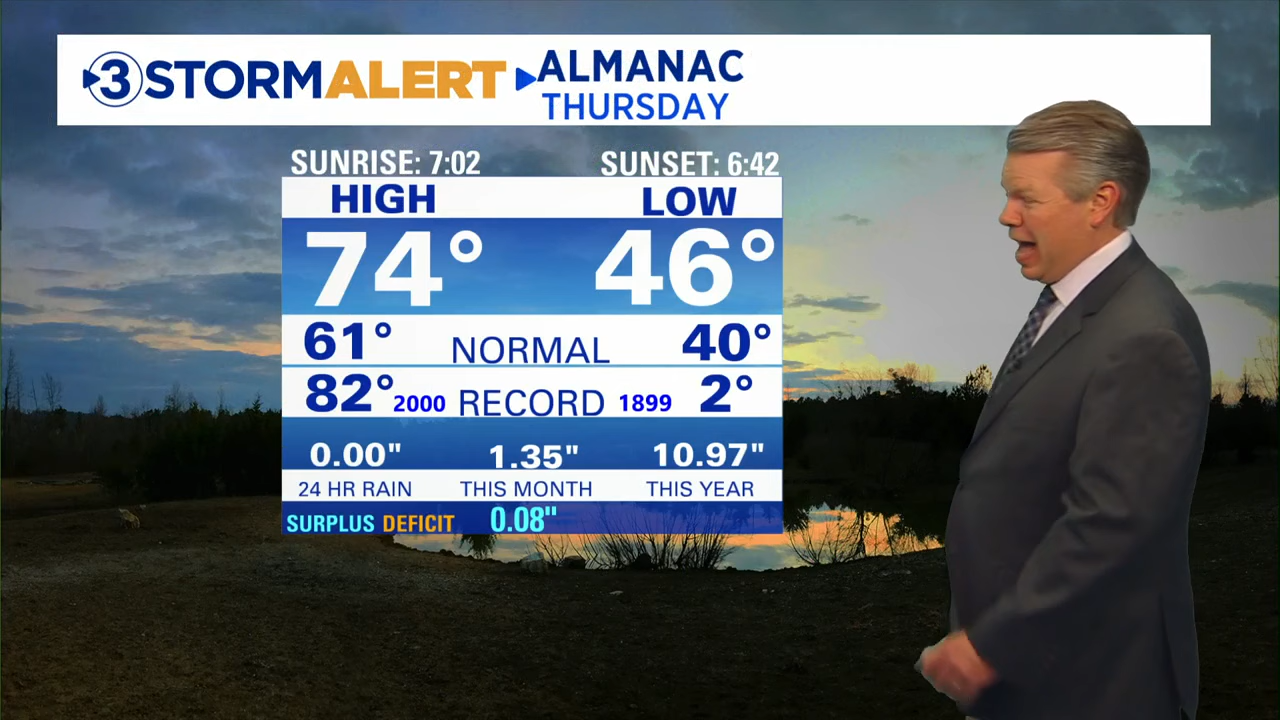 3 STORMALERT ALMANAC
THURSDAY
SUNRISE: 7:02 SUNSET: 6:42
HIGH LOW
74° 46°
61° NORMAL 40°
82° 2000 RECORD 1899 2°
0.00" 1.35" 10.97"
24 HR RAIN THIS MONTH THIS YEAR
SURPLUS DEFICIT 0.08"